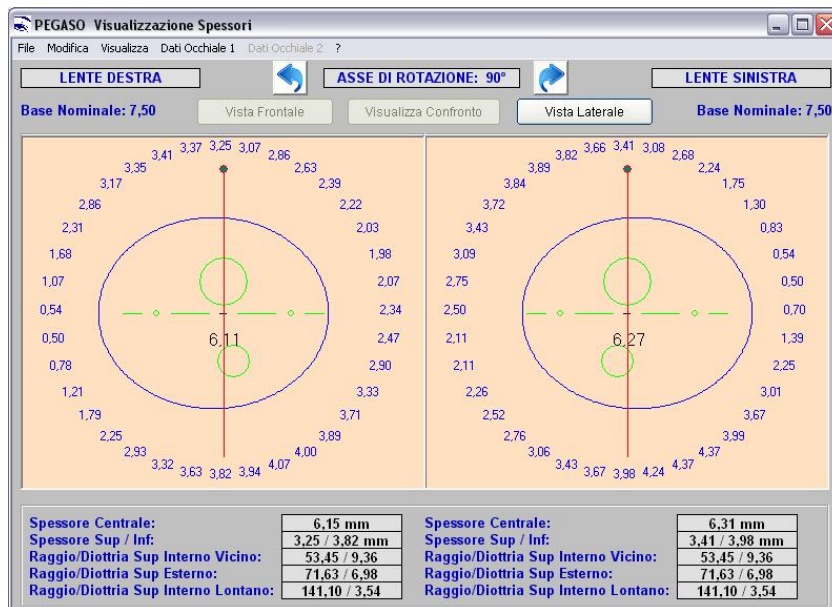 PEGASO Visualizzazione Spessori
File Modifica Visualizza Dati Occhiale 1 Dati Occhiale 2 ?
LENTE DESTRA ASSE DI ROTAZIONE: 90° LENTE SINISTRA
Base Nominale: 7,50 Vista Frontale Visualizza Confronto Vista Laterale Base Nominale: 7,50
3,41 3,37 3,25 3,07 2,86
3,35 2,63
3,17 2,39
2,86 2,22
2,31 2,03
1,68 1,98
1,07 2,07
0,54 2,34
0,50 6,11 2,47
0,78 2,90
1,21 3,33
1,79 3,71
2,25 3,89
2,93 4,00
3,32 3,63 3,82 3,94 4,07
3,82 3,66 3,41 3,08 2,68
3,89 2,24
3,84 1,75
3,72 1,30
3,43 0,83
3,09 0,54
2,75 0,50
2,50 0,70
2,11 6,27 1,39
2,11 2,25
2,26 3,01
2,52 3,67
2,76 3,99
3,06 4,37
3,43 3,67 3,98 4,24 4,37
Spessore Centrale: 6,15 mm
Spessore Sup / Inf: 3,25 / 3,82 mm
Raggio/Diottria Sup Interno Vicino: 53,45 / 9,36
Raggio/Diottria Sup Esterno: 71,63 / 6,98
Raggio/Diottria Sup Interno Lontano: 141,10 / 3,54
Spessore Centrale: 6,31 mm
Spessore Sup / Inf: 3,41 / 3,98 mm
Raggio/Diottria Sup Interno Vicino: 53,45 / 9,36
Raggio/Diottria Sup Esterno: 71,63 / 6,98
Raggio/Diottria Sup Interno Lontano: 141,10 / 3,54